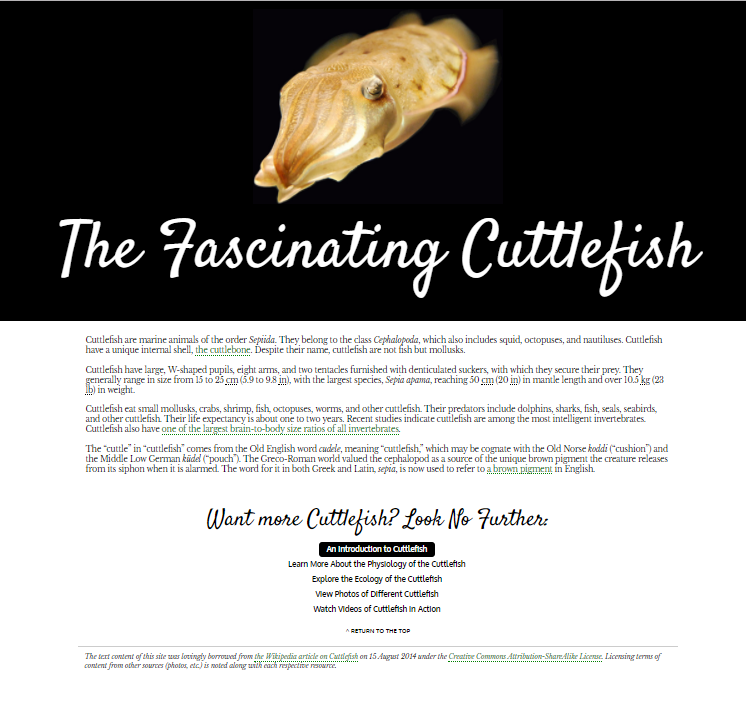 The Fascinating Cuttlefish
Cuttlefish are marine animals of the order Sepiida. They belong to the class Cephalopoda, which also includes squid, octopuses, and nautiluses. Cuttlefish
have a unique internal shell, the cuttlebone. Despite their name, cuttlefish are not fish but mollusks.
Cuttlefish have large, W-shaped pupils, eight arms, and two tentacles furnished with denticulated suckers, with which they secure their prey. They
generally range in size from 15 to 25 cm (5.9 to 9.8 in), with the largest species, Sepia apama, reaching 50 cm (20 in) in mantle length and over 10.5 kg (23
lb) in weight.
Cuttlefish eat small mollusks, crabs, shrimp, fish, octopuses, worms, and other cuttlefish. Their predators include dolphins, sharks, fish, seals, seabirds,
and other cuttlefish. Their life expectancy is about one to two years. Recent studies indicate cuttlefish are among the most intelligent invertebrates.
Cuttlefish also have one of the largest brain-to-body size ratios of all invertebrates.
The “cuttle” in “cuttlefish” comes from the Old English word cudele, meaning “cuttlefish,” which may be cognate with the Old Norse koddi (“cushion”) and
the Middle Low German küdel (“pouch”). The Greco-Roman world valued the cephalopod as a source of the unique brown pigment the creature releases
from its siphon when it is alarmed. The word for it in both Greek and Latin, sepia, is now used to refer to a brown pigment in English.
Want more Cuttlefish? Look No Further:
An Introduction to Cuttlefish
Learn More About the Physiology of the Cuttlefish
Explore the Ecology of the Cuttlefish
View Photos of Different Cuttlefish
Watch Videos of Cuttlefish in Action
^ RETURN TO THE TOP
The text content of this site was lovingly borrowed from the Wikipedia article on Cuttlefish on 15 August 2014 under the Creative Commons Attribution-ShareAlike License. Licensing terms of
content from other sources (photos, etc.) is noted along with each respective resource.